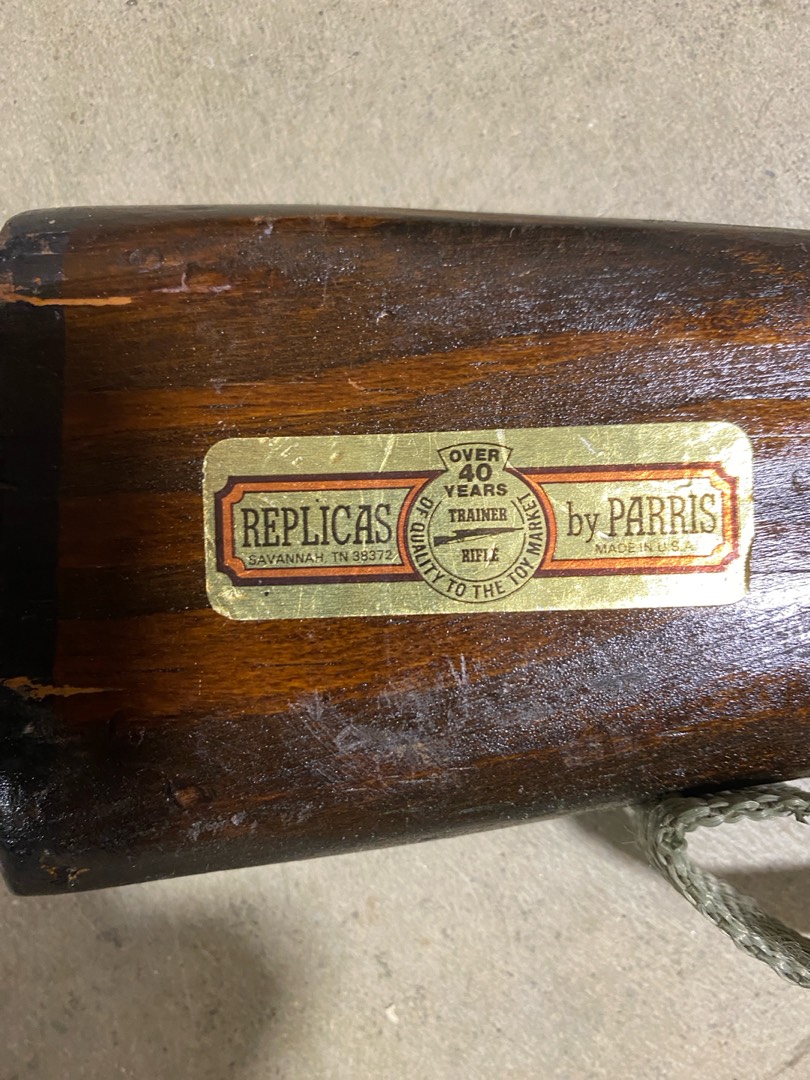 OVER
40
YEARS
REPLICAS
SAVANNAH, TN 38372
TRAINER
RIFLE
OF QUALITY TO THE TOY MARKET
by PARRIS
MADE IN U.S.A.